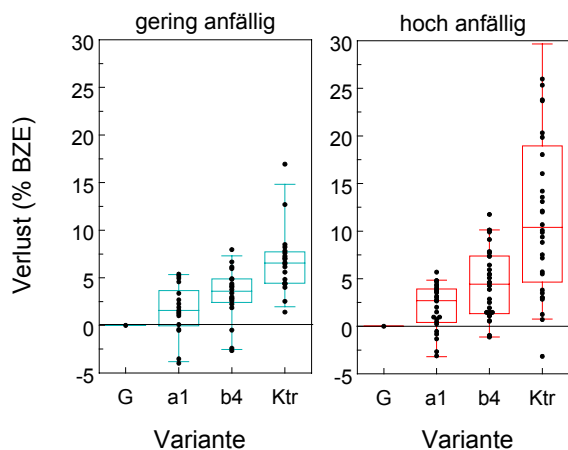 gering anfällig hoch anfällig
Verlust (% BZE)
30 30
25 25
20 20
15 15
10 10
5 5
0 0
-5 -5
G a1 b4 Ktr G a1 b4 Ktr
Variante Variante